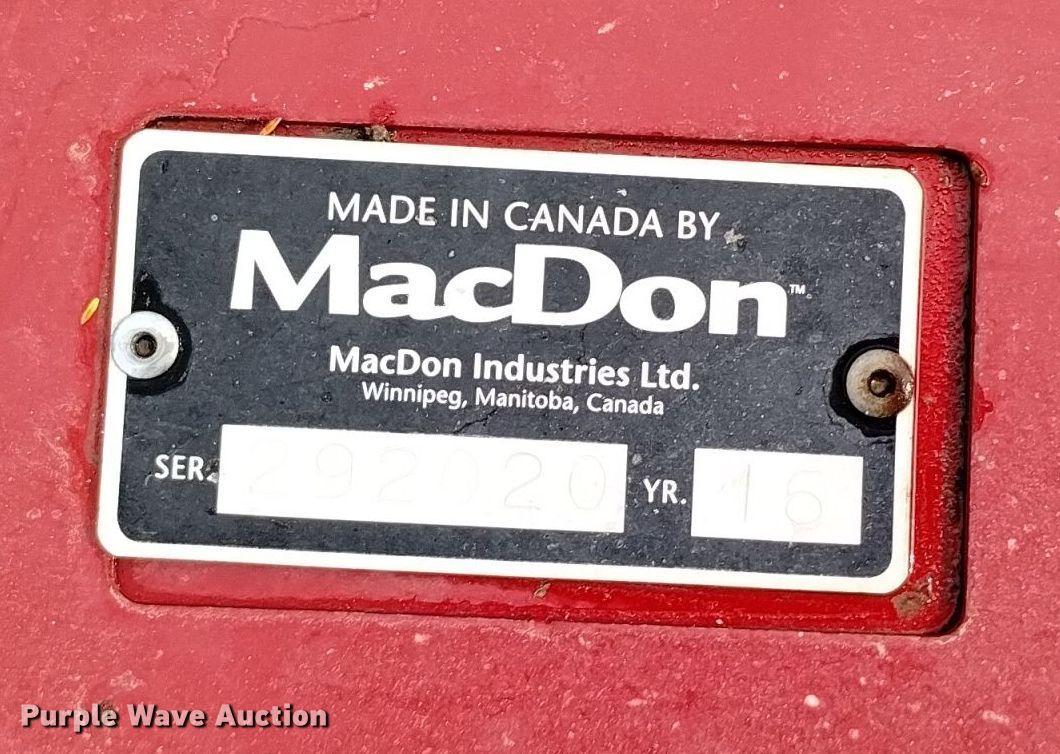 MADE IN CANADA BY
MacDon™
MacDon Industries Ltd.
Winnipeg, Manitoba, Canada
SER. 292020 YR. 16
Purple Wave Auction